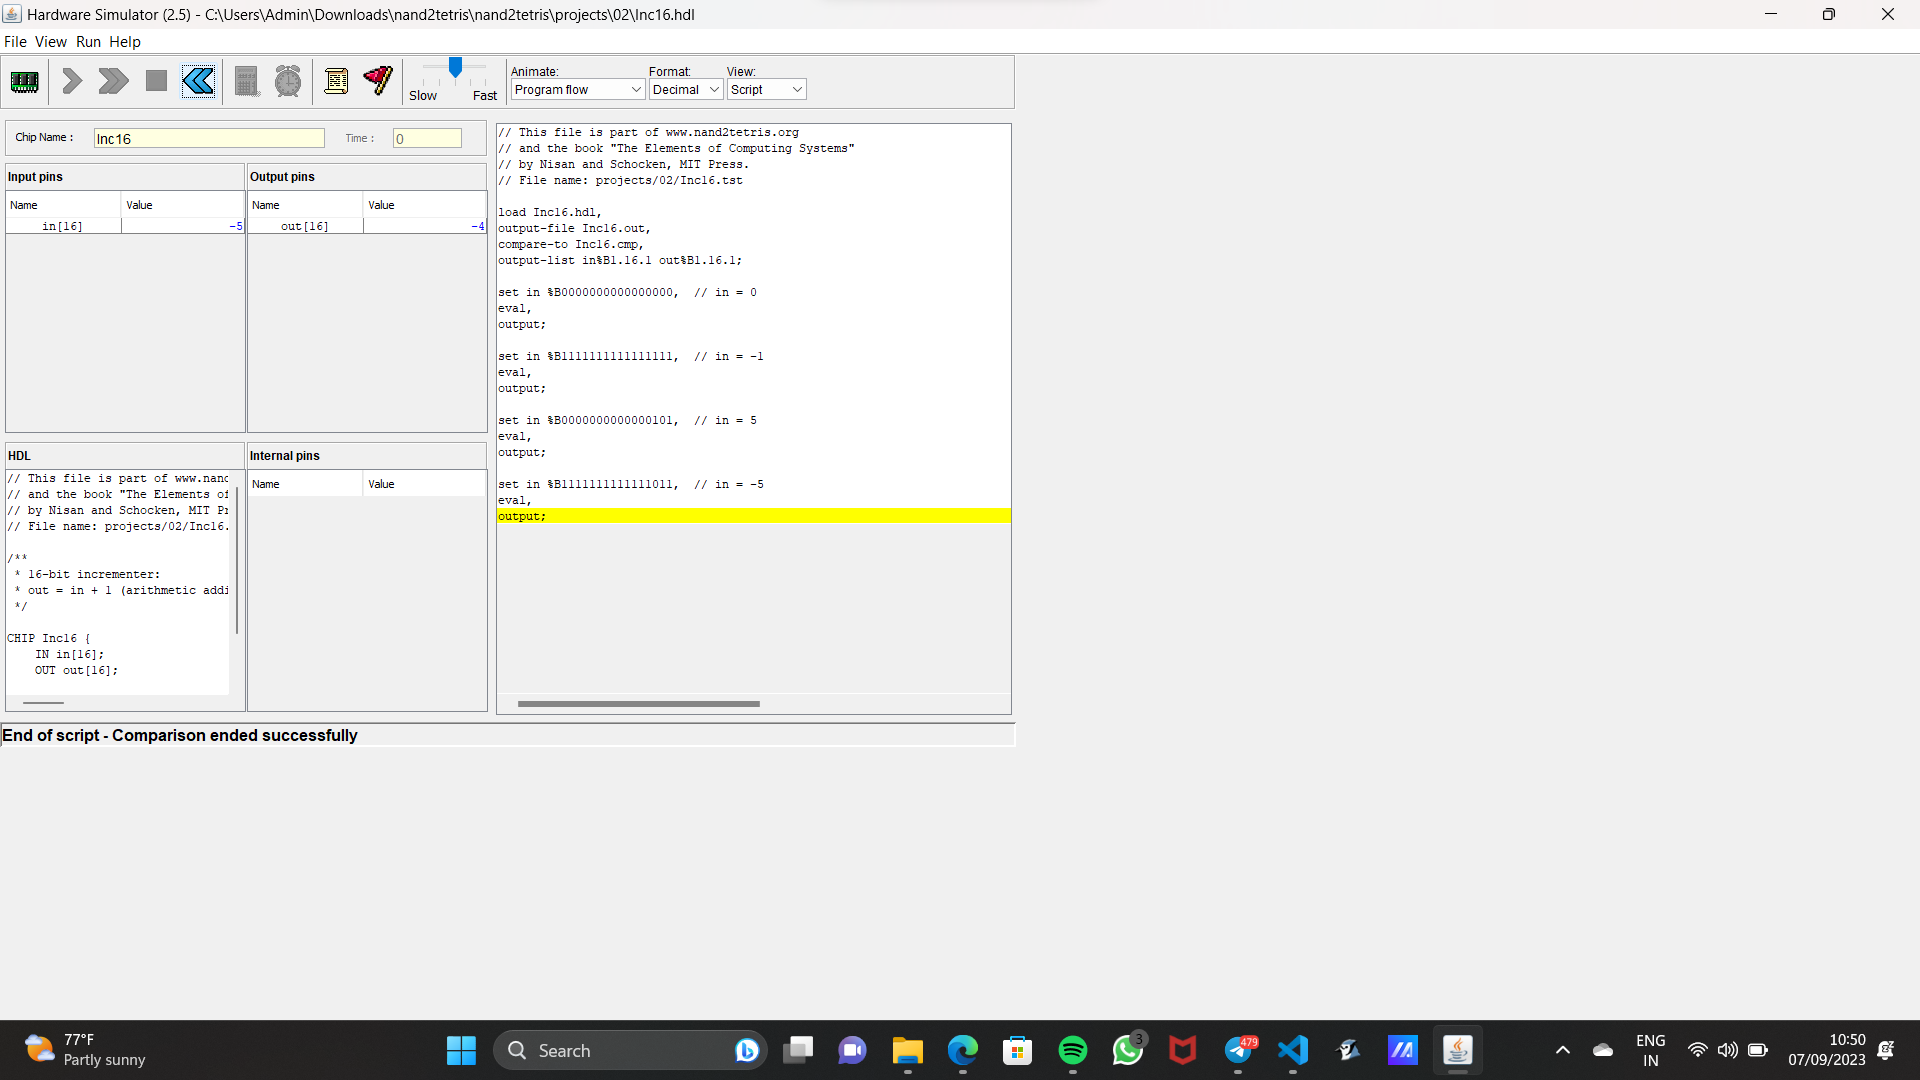 Hardware Simulator (2.5) - C:\Users\Admin\Downloads\nand2tetris\nand2tetris\projects\02\Inc16.hdl
File View Run Help
Slow Fast
Animate: Format: View:
Program flow Decimal Script
Chip Name : Inc16 Time : 0
Input pins Output pins
Name Value Name Value
in[16] -5 out[16] -4
HDL Internal pins
Name Value
// This file is part of www.nand
// and the book "The Elements of
// by Nisan and Schocken, MIT Pr
// File name: projects/02/Inc16.
/**
* 16-bit incrementer:
* out = in + 1 (arithmetic addi
*/
CHIP Inc16 {
IN in[16];
OUT out[16];
// This file is part of www.nand2tetris.org
// and the book "The Elements of Computing Systems"
// by Nisan and Schocken, MIT Press.
// File name: projects/02/Inc16.tst
load Inc16.hdl,
output-file Inc16.out,
compare-to Inc16.cmp,
output-list in%B1.16.1 out%B1.16.1;
set in %B0000000000000000,  // in = 0
eval,
output;
set in %B1111111111111111,  // in = -1
eval,
output;
set in %B0000000000000101,  // in = 5
eval,
output;
set in %B1111111111111011,  // in = -5
eval,
output;
End of script - Comparison ended successfully
77°F
Partly sunny
Search
3
479
ENG
IN
10:50
07/09/2023